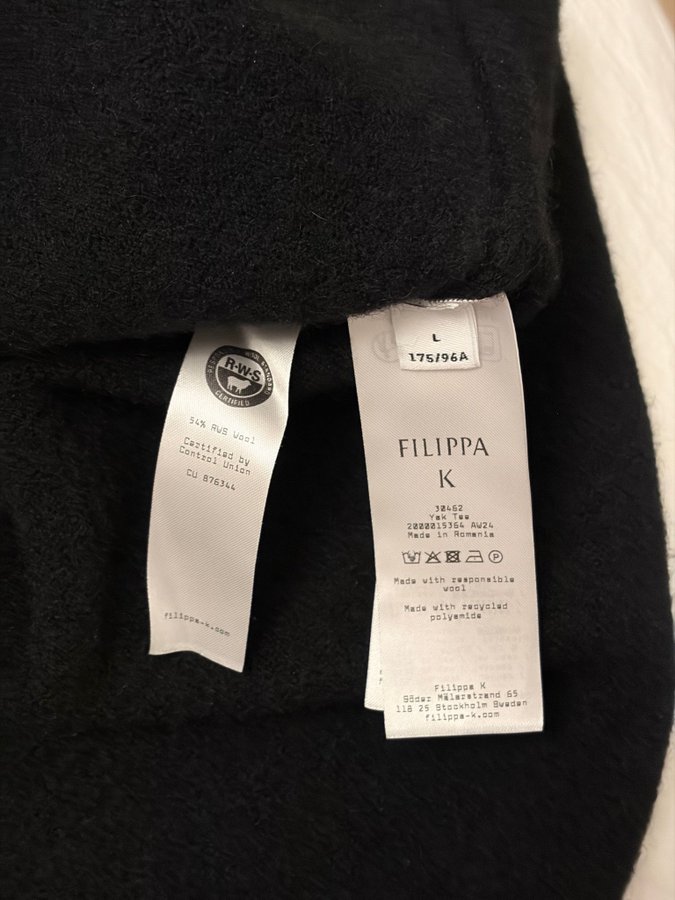 R·W·S
CERTIFIED
54% RWS Wool
Certified by
Control Union
CU 876344
filippa-k.com
L
175/96A
FILIPPA
K
30462
Yak Tee
2000015364 AW24
Made in Romania
P
Made with responsible
wool
Made with recycled
polyamide
Filippa K
Söder Mälarstrand 65
118 25 Stockholm Sweden
filippa-k.com